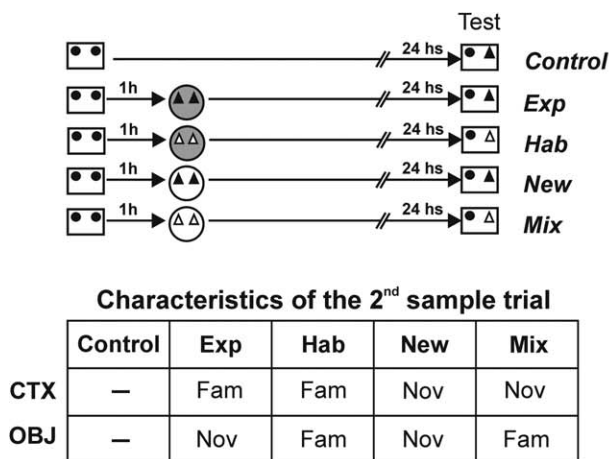 Test
24 hs Control
1h 24 hs Exp
1h 24 hs Hab
1h 24 hs New
1h 24 hs Mix
Characteristics of the 2nd sample trial
Control Exp Hab New Mix
CTX – Fam Fam Nov Nov
OBJ – Nov Fam Nov Fam